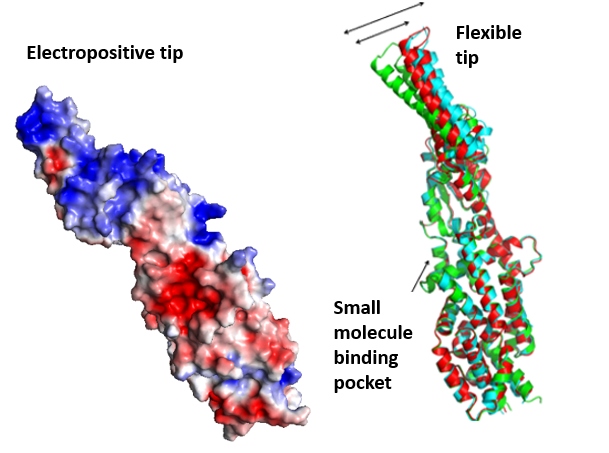 Electropositive tip
Flexible
tip
Small
molecule
binding
pocket